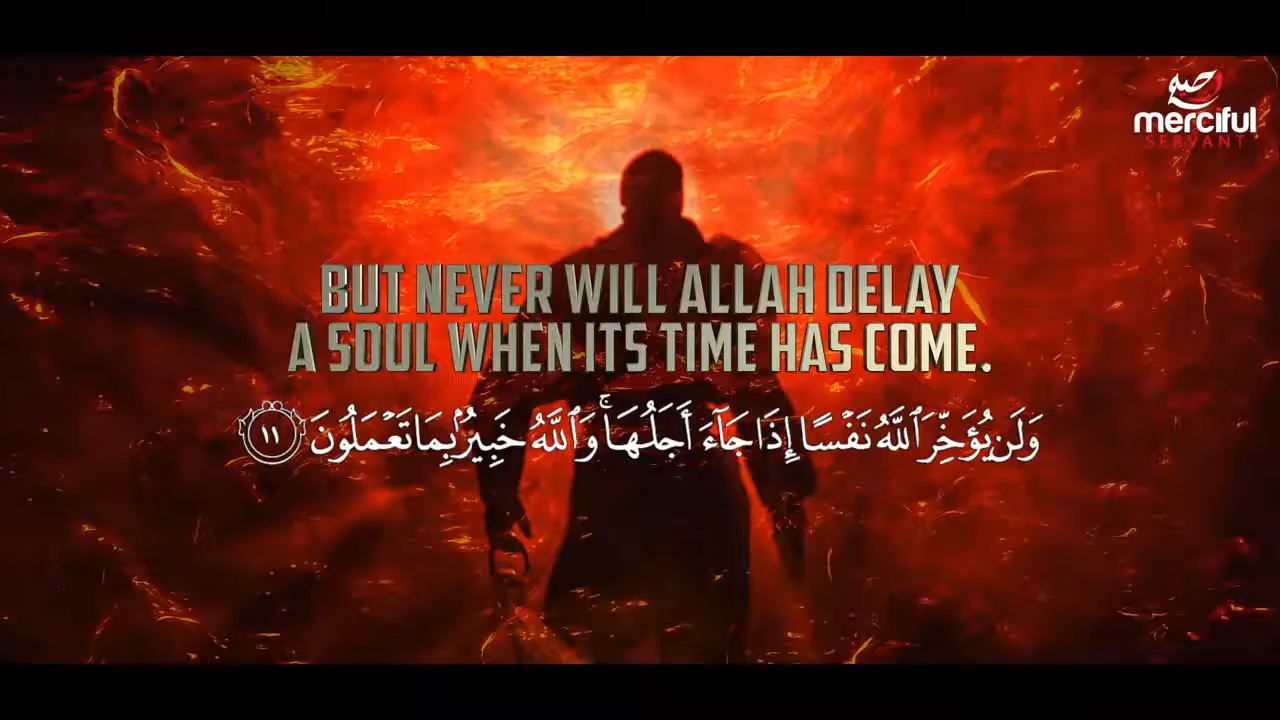 merciful
SERVANT
BUT NEVER WILL ALLAH DELAY
A SOUL WHEN ITS TIME HAS COME.
وَلَن يُؤَخِّرَ ٱللَّهُ نَفْسًا إِذَا جَآءَ أَجَلُهَا ۚ وَٱللَّهُ خَبِيرٌۢ بِمَا تَعْمَلُونَ ١١